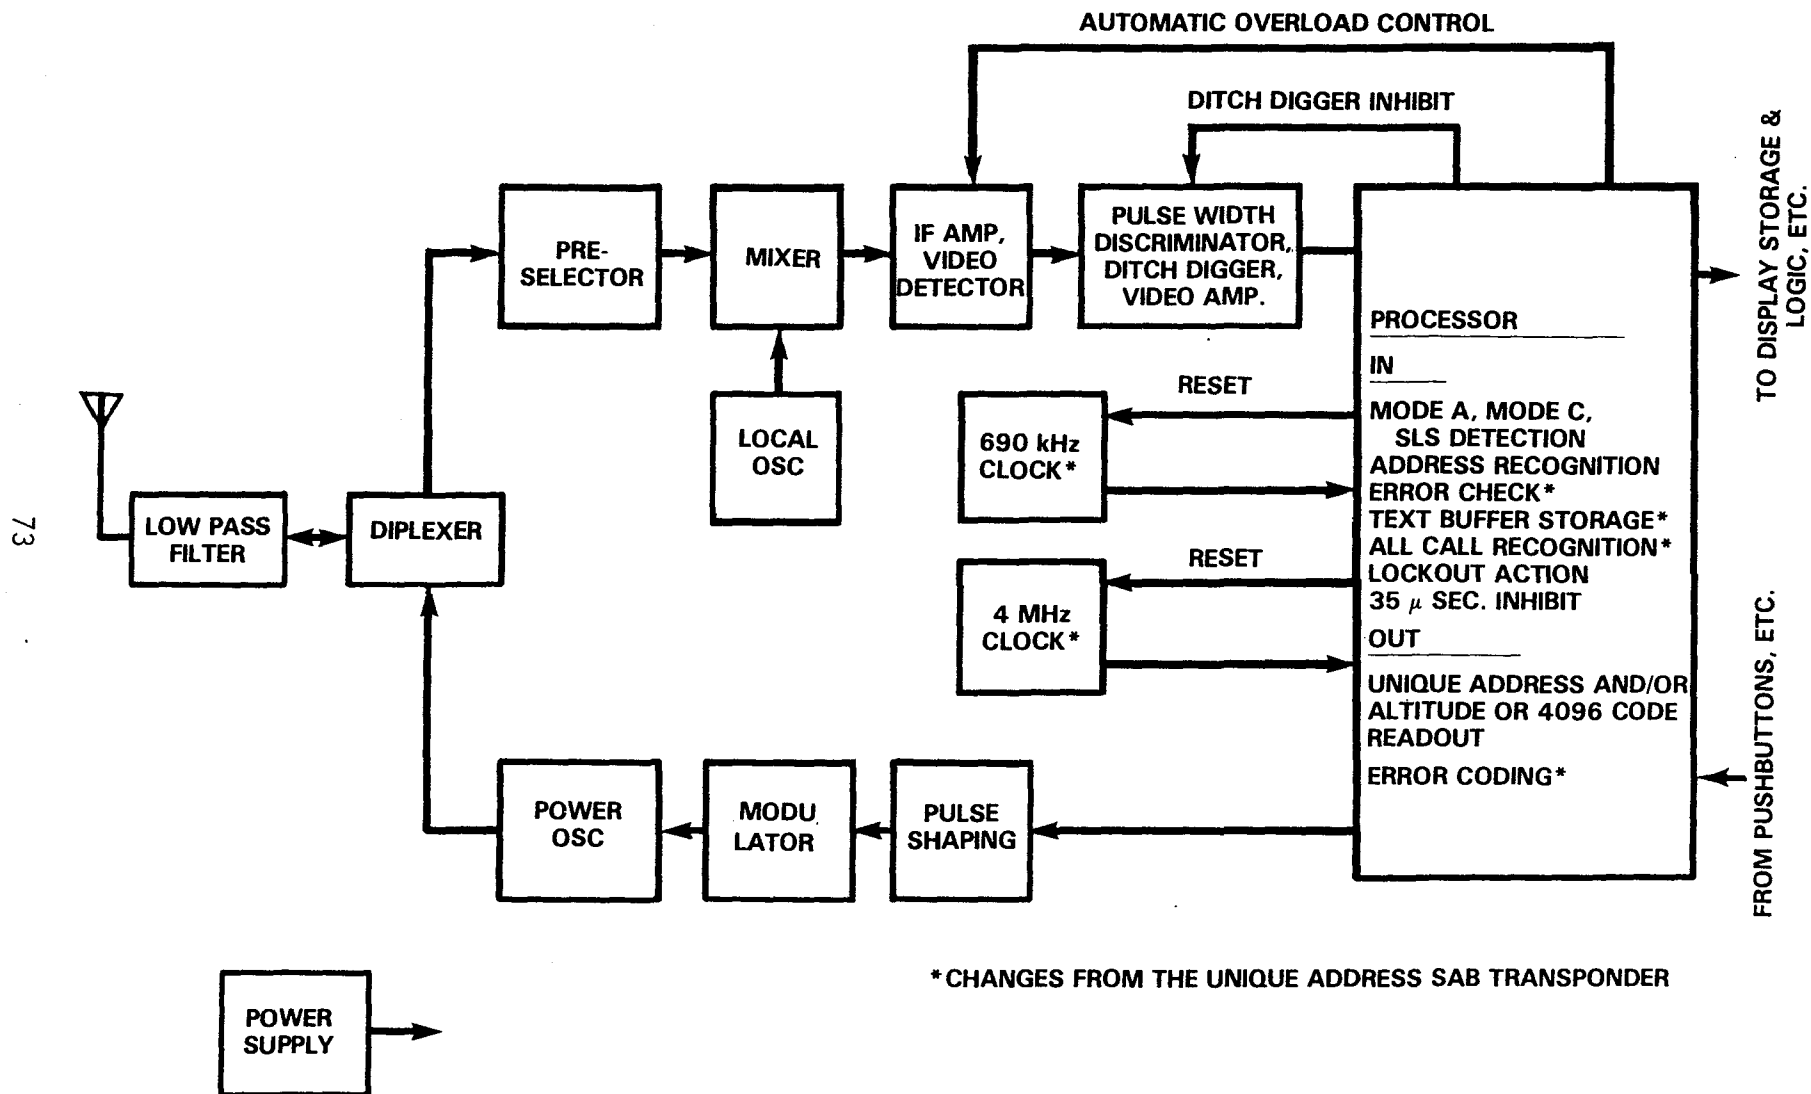 AUTOMATIC OVERLOAD CONTROL
DITCH DIGGER INHIBIT
PRE-
SELECTOR
MIXER
IF AMP,
VIDEO
DETECTOR
PULSE WIDTH
DISCRIMINATOR,
DITCH DIGGER,
VIDEO AMP.
TO DISPLAY STORAGE &
LOGIC, ETC.
LOCAL
OSC
690 kHz
CLOCK*
RESET
4 MHz
CLOCK*
RESET
PROCESSOR
IN
MODE A, MODE C,
SLS DETECTION
ADDRESS RECOGNITION
ERROR CHECK*
TEXT BUFFER STORAGE*
ALL CALL RECOGNITION*
LOCKOUT ACTION
35 μ SEC. INHIBIT
OUT
UNIQUE ADDRESS AND/OR
ALTITUDE OR 4096 CODE
READOUT
ERROR CODING*
FROM PUSHBUTTONS, ETC.
LOW PASS
FILTER
DIPLEXER
POWER
OSC
MODU
LATOR
PULSE
SHAPING
POWER
SUPPLY
*CHANGES FROM THE UNIQUE ADDRESS SAB TRANSPONDER
73